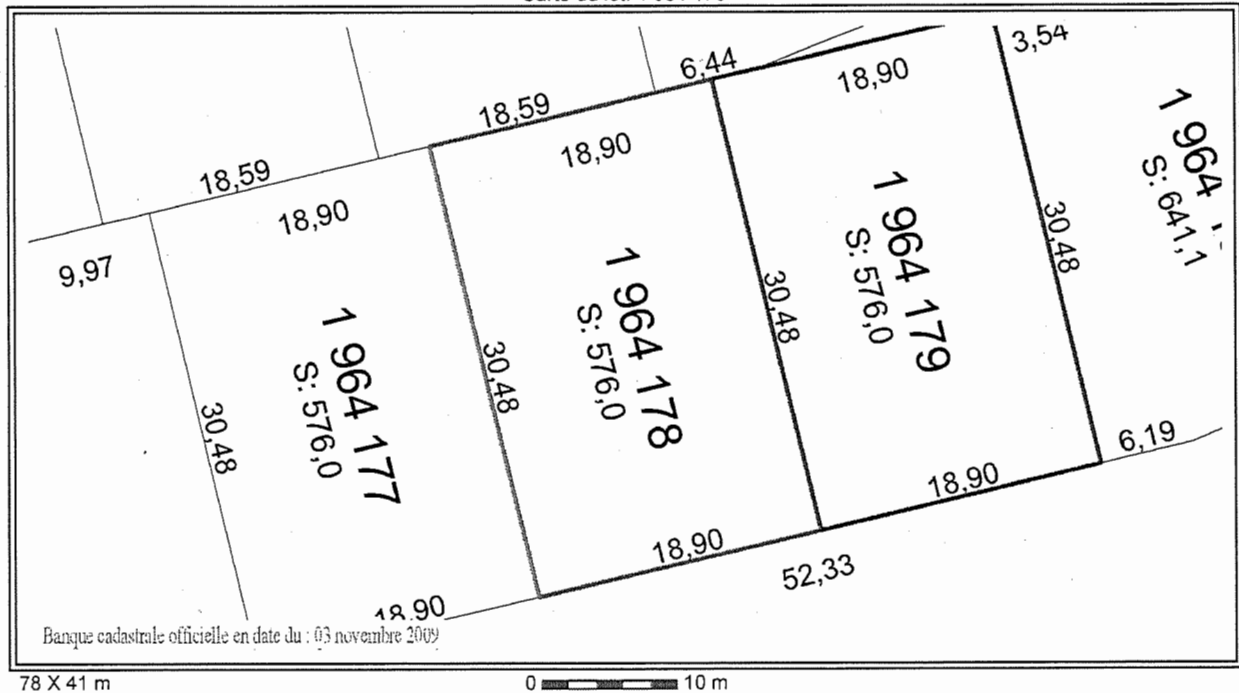 3,54
6,44
18,90
18,59
18,90
18,59
18,90
9,97
1 964
S: 641,1
1 964 179
S: 576,0
30,48
1 964 178
S: 576,0
30,48
1 964 177
S: 576,0
30,48
30,48
6,19
18,90
18,90
52,33
18,90
Banque cadastrale officielle en date du : 03 novembre 2009
78 X 41 m
0 10 m